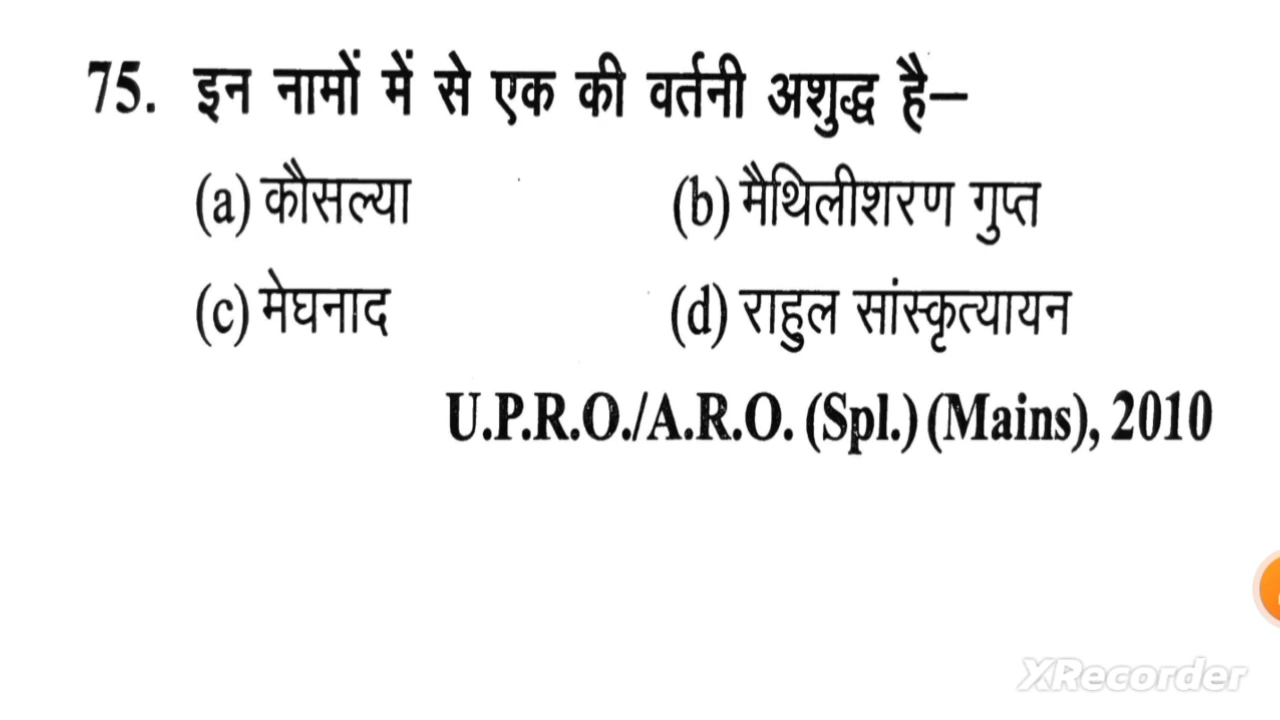 75. इन नामों में से एक की वर्तनी अशुद्ध है—
(a) कौसल्या (b) मैथिलीशरण गुप्त
(c) मेघनाद (d) राहुल सांस्कृत्यायन
U.P.R.O./A.R.O. (Spl.) (Mains), 2010
XRecorder